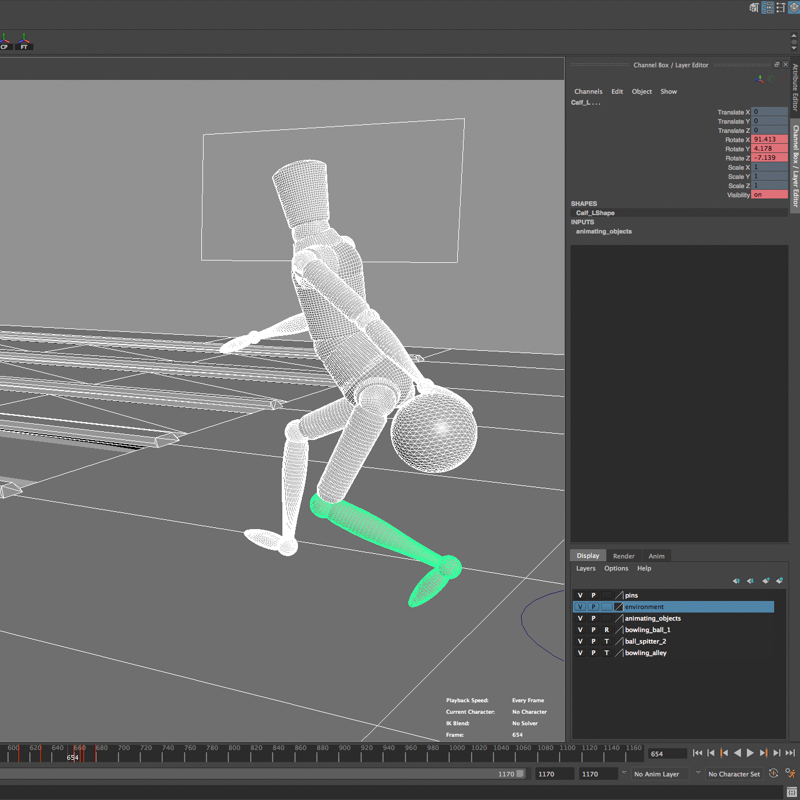 CP FT
Channel Box / Layer Editor
Channels Edit Object Show
Calf_L . . .
Translate X 0
Translate Y 0
Translate Z 0
Rotate X 91.413
Rotate Y 4.178
Rotate Z -7.139
Scale X 1
Scale Y 1
Scale Z 1
Visibility on
SHAPES
Calf_LShape
INPUTS
animating_objects
Attribute Editor
Channel Box / Layer Editor
Display Render Anim
Layers Options Help
V P pins
V P environment
V P animating_objects
V P R bowling_ball_1
V P T ball_spitter_2
V P T bowling_alley
Playback Speed: Every Frame
Current Character: No Character
IK Blend: No Solver
Frame: 654
600 620 640 660 680 700 720 740 760 780 800 820 840 860 880 900 920 940 960 980 1000 1020 1040 1060 1080 1100 1120 1140 1160
654
654
1170 1170 1170 No Anim Layer No Character Set